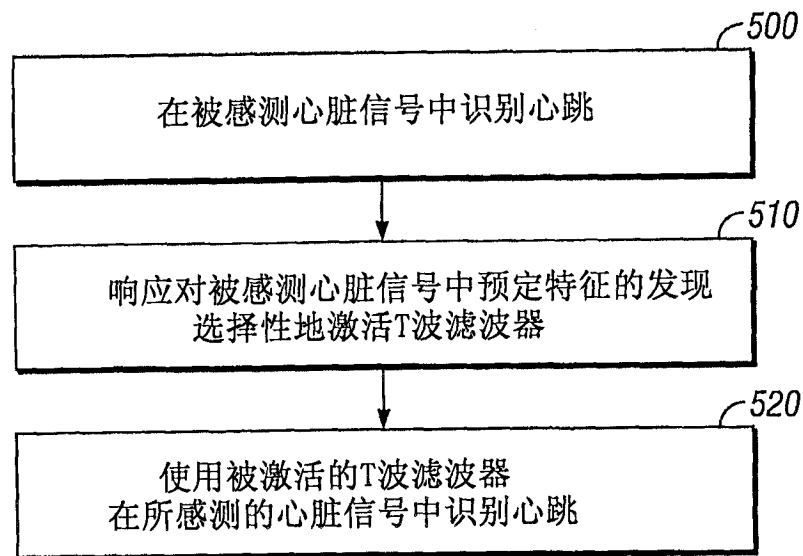 500
在被感测心脏信号中识别心跳
510
响应对被感测心脏信号中预定特征的发现
选择性地激活T波滤波器
520
使用被激活的T波滤波器
在所感测的心脏信号中识别心跳